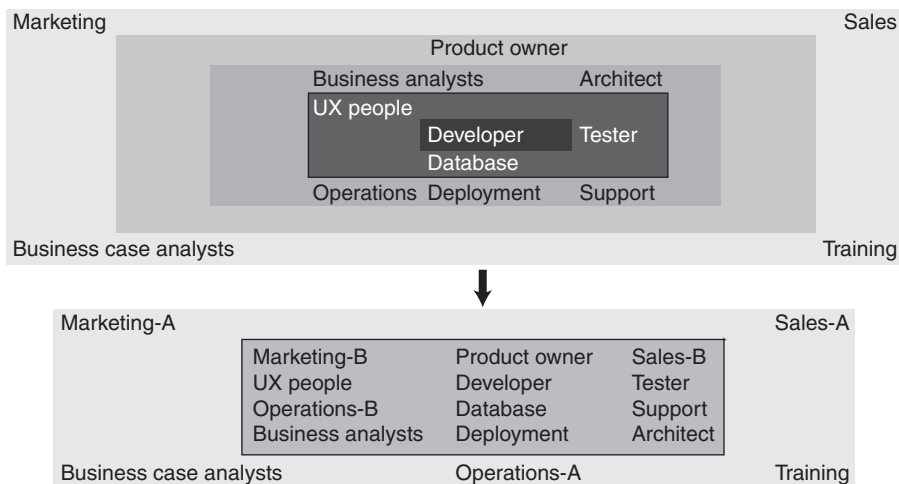 Marketing Sales
Product owner
Business analysts Architect
UX people
Developer Tester
Database
Operations Deployment Support
Business case analysts Training
Marketing-A Sales-A
Marketing-B Product owner Sales-B
UX people Developer Tester
Operations-B Database Support
Business analysts Deployment Architect
Business case analysts Operations-A Training